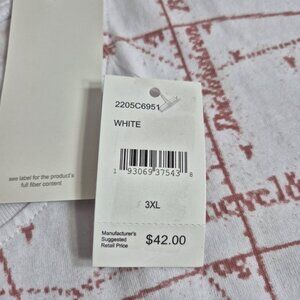 see label for the product's
full fiber content
2205C6951
WHITE
1 93069 37543 8
3XL
Manufacturer's
Suggested
Retail Price
$42.00